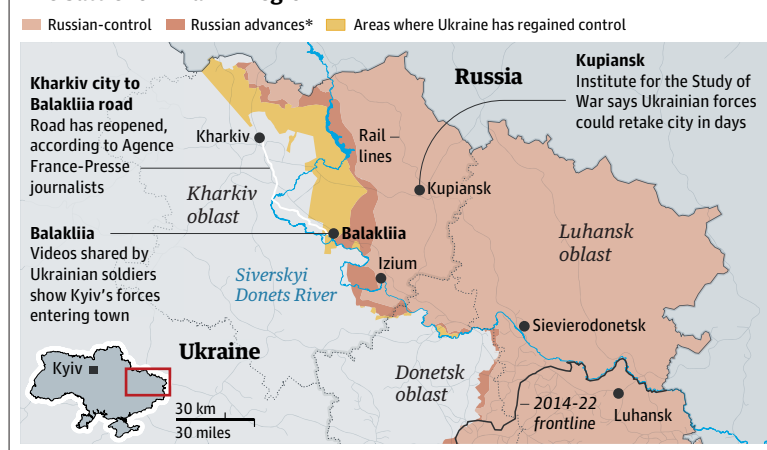 Russian-control
Russian advances*
Areas where Ukraine has regained control
Kharkiv city to
Balakliia road
Road has reopened,
according to Agence
France-Presse
journalists
Balakliia
Videos shared by
Ukrainian soldiers
show Kyiv's forces
entering town
Kupiansk
Institute for the Study of
War says Ukrainian forces
could retake city in days
Russia
Kharkiv
Rail
lines
Kharkiv
oblast
Kupiansk
Luhansk
oblast
Balakliia
Izium
Siverskyi
Donets River
Sievierodonetsk
Ukraine
Kyiv
Donetsk
oblast
2014-22
frontline
Luhansk
30 km
30 miles